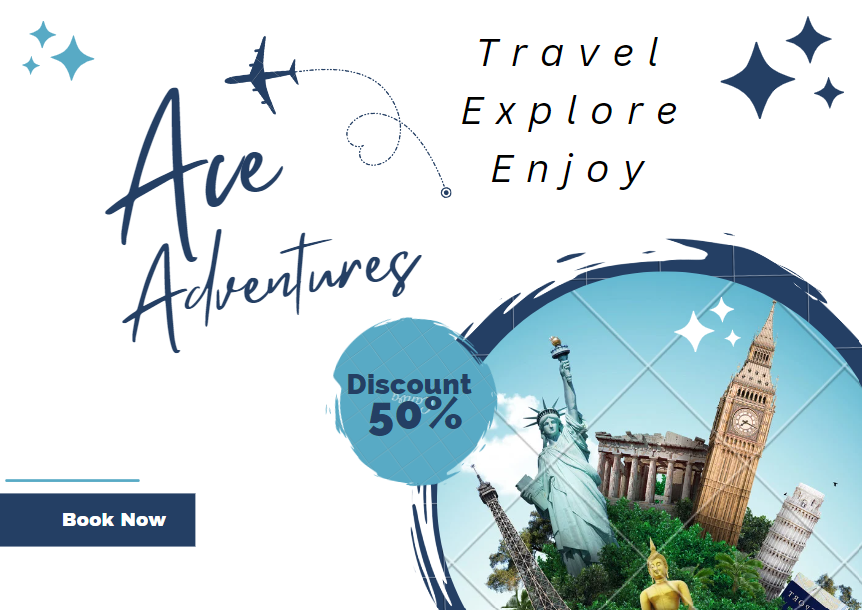 Travel
Explore
Enjoy
Ace
Adventures
Discount
50%
Book Now